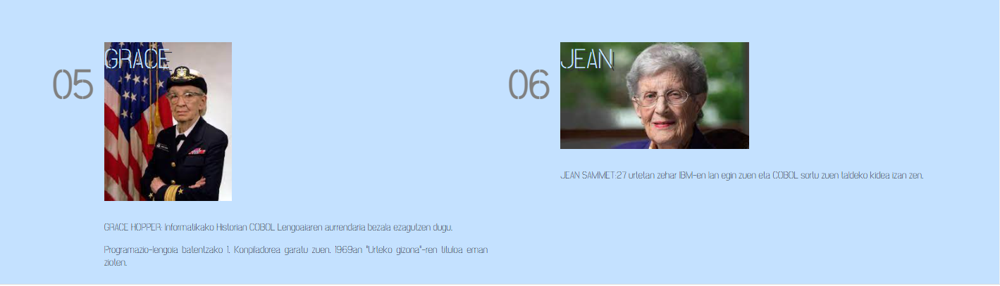 05
GRACE
GRACE HOPPER: Informatikako Historian COBOL Lengoaiaren aurrendaria bezala ezagutzen dugu.
Programazio-lengoia batentzako 1. Konpiladorea garatu zuen. 1969an "Urteko gizona"-ren tituloa eman
zioten.
06
JEAN
JEAN SAMMET:27 urtetan zehar IBM-en lan egin zuen eta COBOL sortu zuen taldeko kidea izan zen.